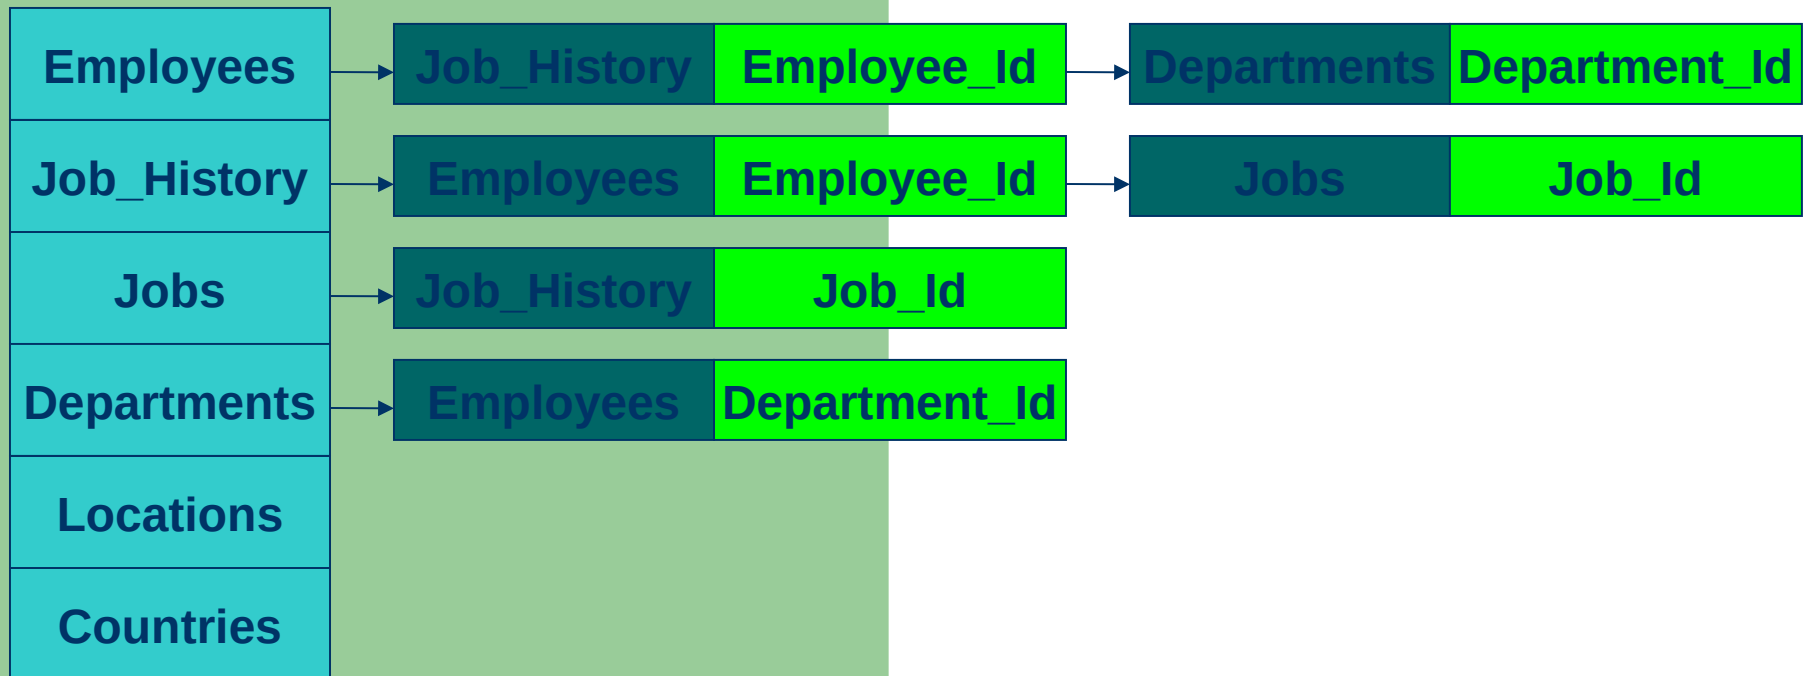 Employees Job_History Employee_Id Departments Department_Id
Job_History Employees Employee_Id Jobs Job_Id
Jobs Job_History Job_Id
Departments Employees Department_Id
Locations
Countries